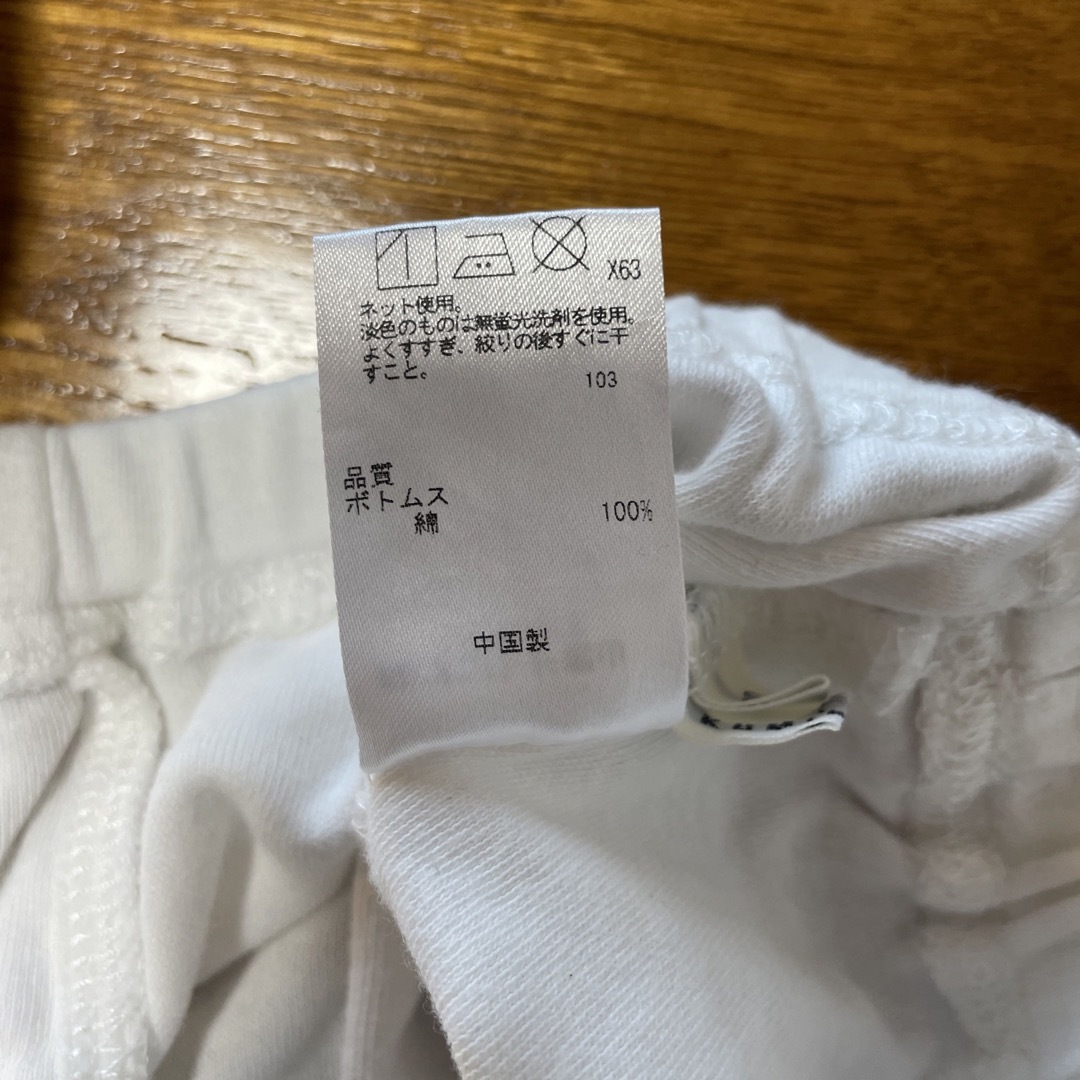 X63
ネット使用。
淡色のものは無蛍光洗剤を使用。
よくすすぎ、絞りの後すぐに干
すこと。
103
品質
ボトムス
綿 100%
中国製